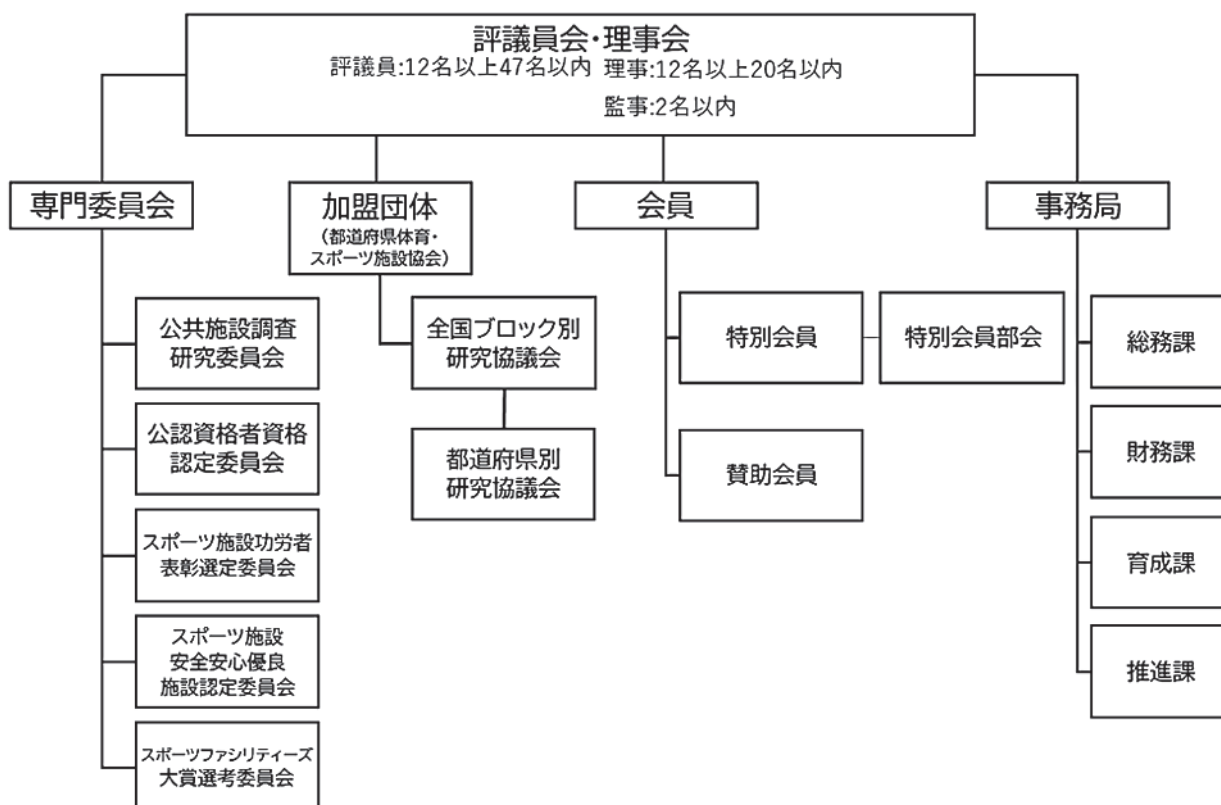 評議員会・理事会
評議員:12名以上47名以内 理事:12名以上20名以内
監事:2名以内
専門委員会
公共施設調査
研究委員会
公認資格者資格
認定委員会
スポーツ施設功労者
表彰選定委員会
スポーツ施設
安全安心優良
施設認定委員会
スポーツファシリティーズ
大賞選考委員会
加盟団体
(都道府県体育・
スポーツ施設協会)
全国ブロック別
研究協議会
都道府県別
研究協議会
会員
特別会員
特別会員部会
賛助会員
事務局
総務課
財務課
育成課
推進課